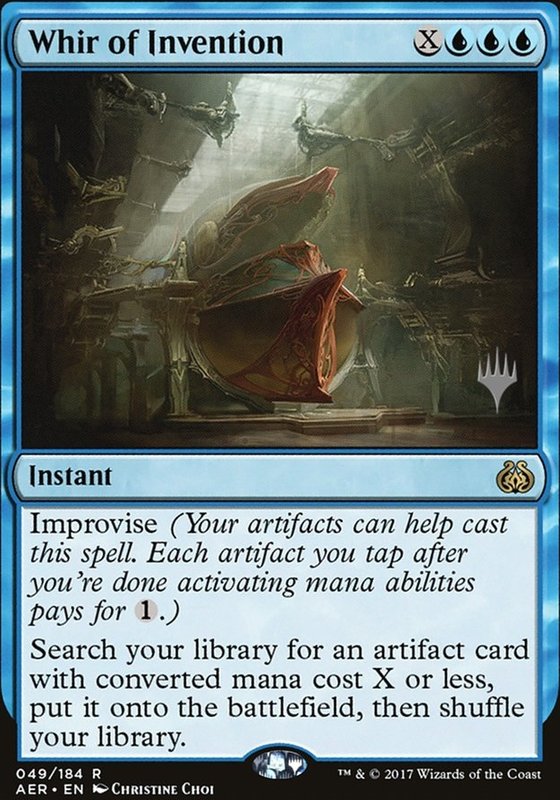 Whir of Invention X
Instant
Improvise (Your artifacts can help cast
this spell. Each artifact you tap after
you're done activating mana abilities
pays for 1.)
Search your library for an artifact card
with converted mana cost X or less,
put it onto the battlefield, then shuffle
your library.
049/184 R
AER • EN Christine Choi
™ & © 2017 Wizards of the Coast